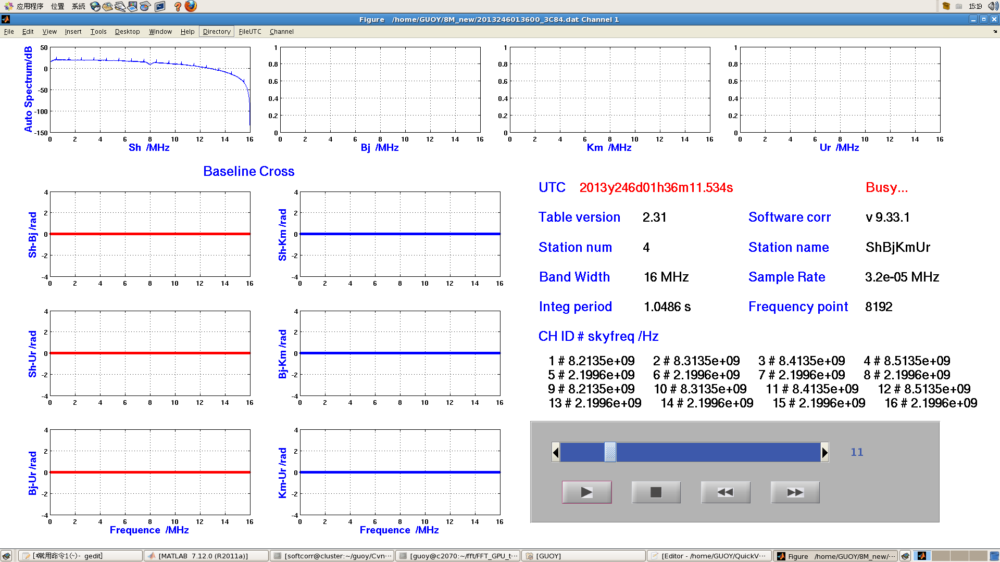 应用程序 位置 系统 15:19
Figure /home/GUOY/8M_new/2013246013600_3C84.dat Channel 1
File Edit View Insert Tools Desktop Window Help Directory FileUTC Channel
Auto Spectrum/dB
50
0
-50
-100
-150
0 2 4 6 8 10 12 14 16
Sh /MHz
1
0.8
0.6
0.4
0.2
0
0 2 4 6 8 10 12 14 16
Bj /MHz
1
0.8
0.6
0.4
0.2
0
0 2 4 6 8 10 12 14 16
Km /MHz
1
0.8
0.6
0.4
0.2
0
0 2 4 6 8 10 12 14 16
Ur /MHz
Baseline Cross
Sh-Bj /rad
4
2
0
-2
-4
0 2 4 6 8 10 12 14 16
Sh-Km /rad
4
2
0
-2
-4
0 2 4 6 8 10 12 14 16
Sh-Ur /rad
4
2
0
-2
-4
0 2 4 6 8 10 12 14 16
Bj-Km /rad
4
2
0
-2
-4
0 2 4 6 8 10 12 14 16
Bj-Ur /rad
4
2
0
-2
-4
0 2 4 6 8 10 12 14 16
Frequence /MHz
Km-Ur /rad
4
2
0
-2
-4
0 2 4 6 8 10 12 14 16
Frequence /MHz
UTC 2013y246d01h36m11.534s Busy...
Table version 2.31 Software corr v 9.33.1
Station num 4 Station name ShBjKmUr
Band Width 16 MHz Sample Rate 3.2e-05 MHz
Integ period 1.0486 s Frequency point 8192
CH ID # skyfreq /Hz
1 # 8.2135e+09 2 # 8.3135e+09 3 # 8.4135e+09 4 # 8.5135e+09
5 # 2.1996e+09 6 # 2.1996e+09 7 # 2.1996e+09 8 # 2.1996e+09
9 # 8.2135e+09 10 # 8.3135e+09 11 # 8.4135e+09 12 # 8.5135e+09
13 # 2.1996e+09 14 # 2.1996e+09 15 # 2.1996e+09 16 # 2.1996e+09
11
[*常用命令1(~) - gedit] [MATLAB 7.12.0 (R2011a)] [softcorr@cluster:~/guoy/Cvn··· [guoy@c2070:~/fft/FFT_GPU_t··· [GUOY] [Editor - /home/GUOY/QuickV··· Figure /home/GUOY/8M_new/···